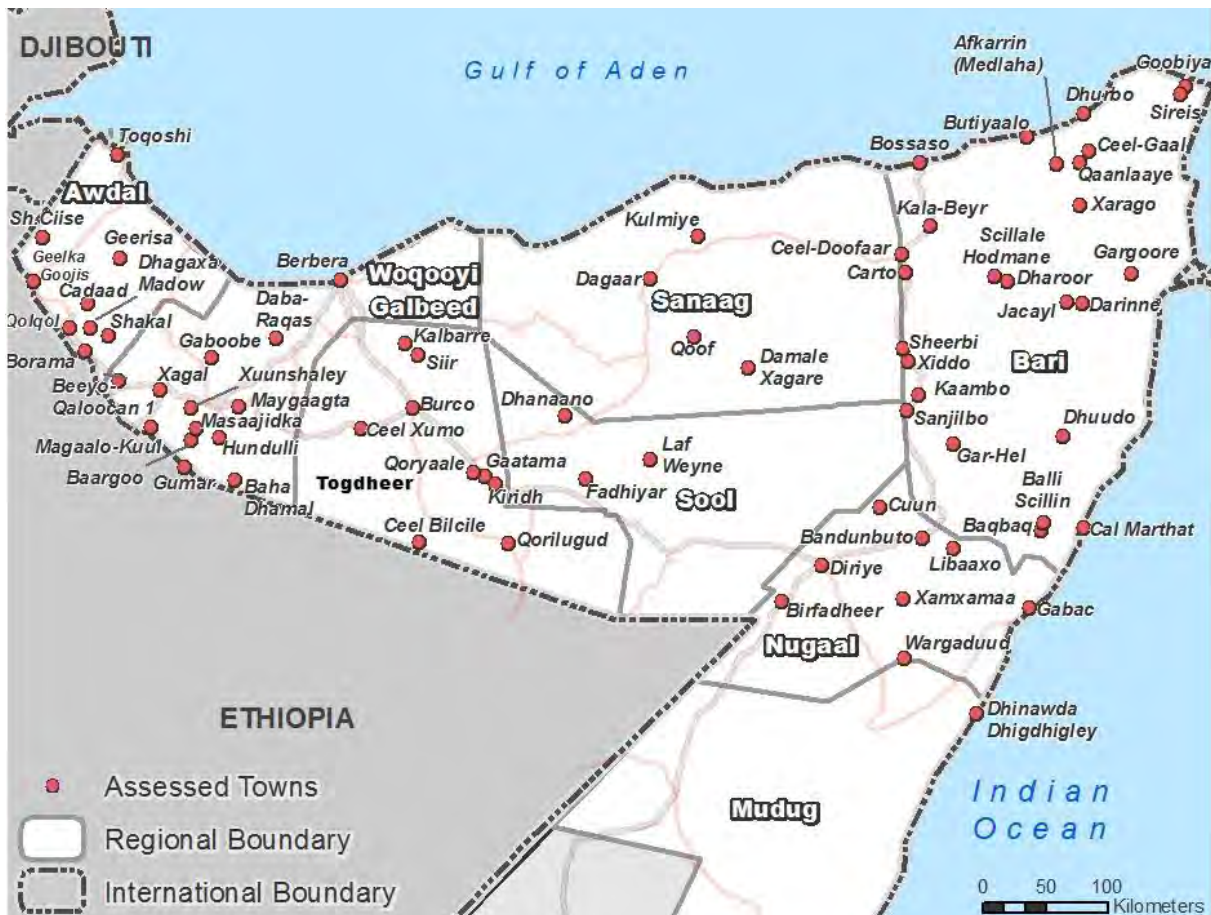 DJIBOUTI
Gulf of Aden
Afkarrin
(Medlaha)
Goobiya
Sireis
Dhurbo
Butiyaalo
Ceel-Gaal
Qaanlaaye
Bossaso
Toqoshi
Awdal
Xarago
Sh.Ciise
Geerisa
Geelka
Goojis
Dhagaxa
Madow
Cadaad
Kulmiye
Kala-Beyr
Ceel-Doofaar
Carto
Scillale
Hodmane
Dharoor
Gargoore
Berbera
Woqooyi
Galbeed
Dagaar
Sanaag
Jacayl
Darinne
Qolqol
Shakal
Daba-
Raqas
Gaboobe
Kalbarre
Siir
Qoof
Damale
Xagare
Sheerbi
Xiddo
Bari
Borama
Beeyo-
Qaloocan 1
Xagal
Xuunshaley
Maygaagta
Masaajidka
Burco
Dhanaano
Kaambo
Sanjilbo
Dhuudo
Magaalo-Kuul
Hundulli
Ceel Xumo
Baargoo
Gumar
Baha
Dhamal
Togdheer
Qoryaale
Gaatama
Kiridh
Fadhiyar
Laf
Weyne
Sool
Gar-Hel
Balli
Scillin
Cuun
Baqbaq
Cal Marthat
Ceel Bilcile
Qorilugud
Bandunbuto
Libaaxo
Diriye
Birfadheer
Xamxamaa
Gabac
Nugaal
Wargaduud
ETHIOPIA
Dhinawda
Dhigdhigley
Mudug
Indian
Ocean
Assessed Towns
Regional Boundary
International Boundary
0 50 100
Kilometers